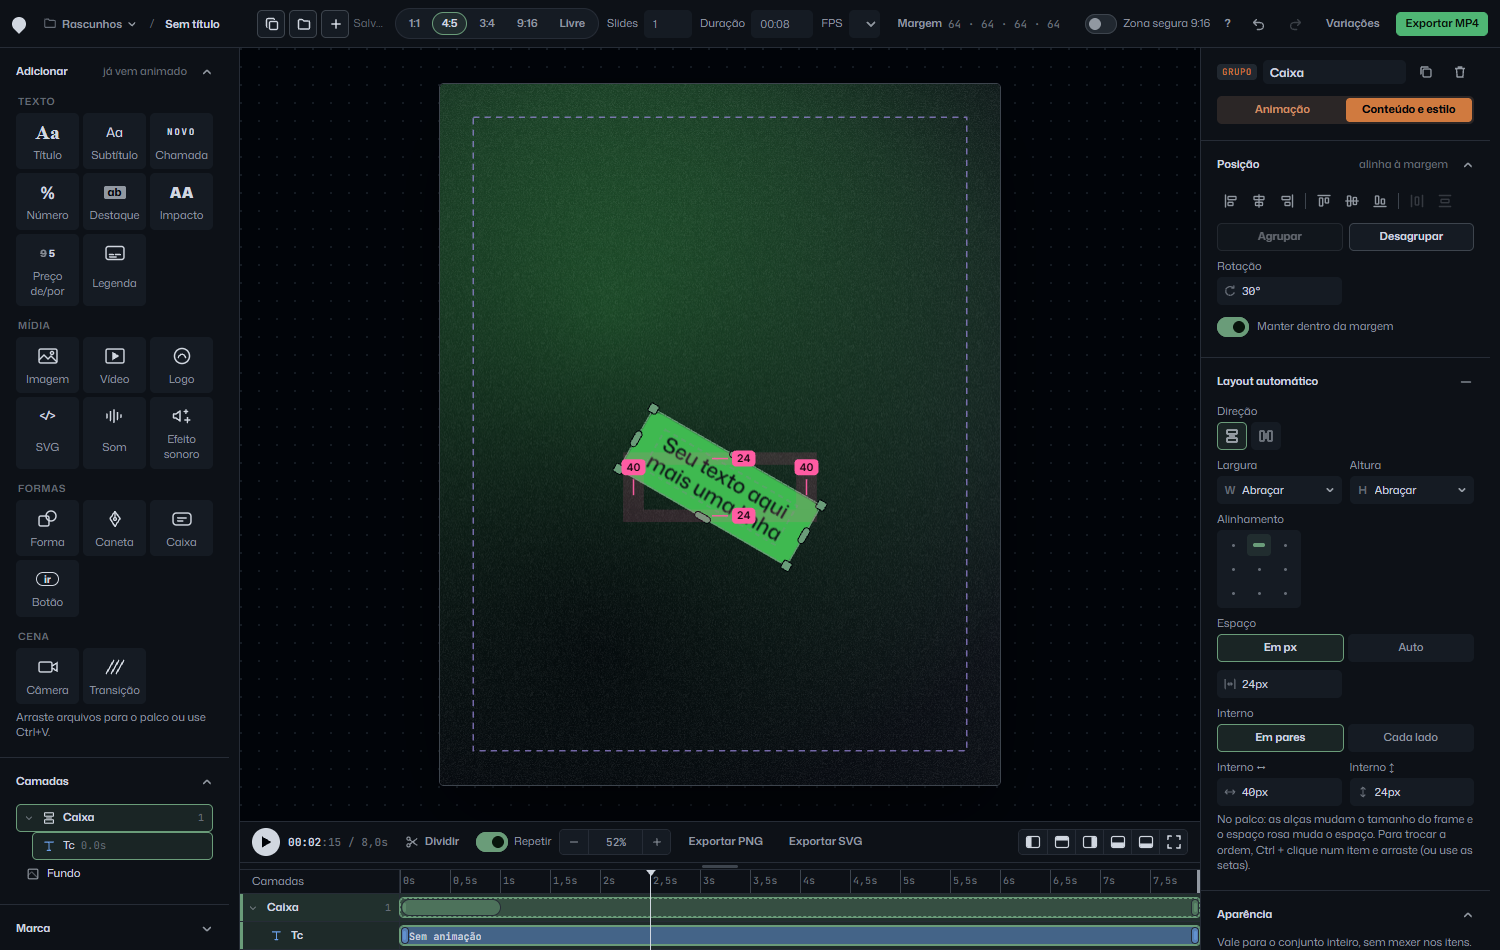 Rascunhos / Sem título
Salv...
1:1 4:5 3:4 9:16 Livre
Slides 1
Duração 00:08
FPS
Margem 64 · 64 · 64 · 64
Zona segura 9:16 ?
Variações
Exportar MP4
Adicionar já vem animado
TEXTO
Aa Aa NOVO
Título Subtítulo Chamada
% ab AA
Número Destaque Impacto
9 5
Preço de/por Legenda
MÍDIA
Imagem Vídeo Logo
</>
SVG Som Efeito sonoro
FORMAS
Forma Caneta Caixa
ir
Botão
CENA
Câmera Transição
Arraste arquivos para o palco ou use
Ctrl+V.
Camadas
Caixa 1
Tc 0.0s
Fundo
Marca
Seu texto aqui
mais uma linha
24
40 40
24
00:02:15 / 8,0s
Dividir
Repetir
− 52% +
Exportar PNG
Exportar SVG
Camadas 0s 0,5s 1s 1,5s 2s 2,5s 3s 3,5s 4s 4,5s 5s 5,5s 6s 6,5s 7s 7,5s
Caixa 1
Tc Sem animação
GRUPO Caixa
Animação Conteúdo e estilo
Posição alinha à margem
Agrupar Desagrupar
Rotação
30°
Manter dentro da margem
Layout automático
Direção
Largura Altura
W Abraçar H Abraçar
Alinhamento
Espaço
Em px Auto
24px
Interno
Em pares Cada lado
Interno ↔ Interno ↕
40px 24px
No palco: as alças mudam o tamanho do frame e
o espaço rosa muda o espaço. Para trocar a
ordem, Ctrl + clique num item e arraste (ou use as
setas).
Aparência
Vale para o conjunto inteiro, sem mexer nos itens.